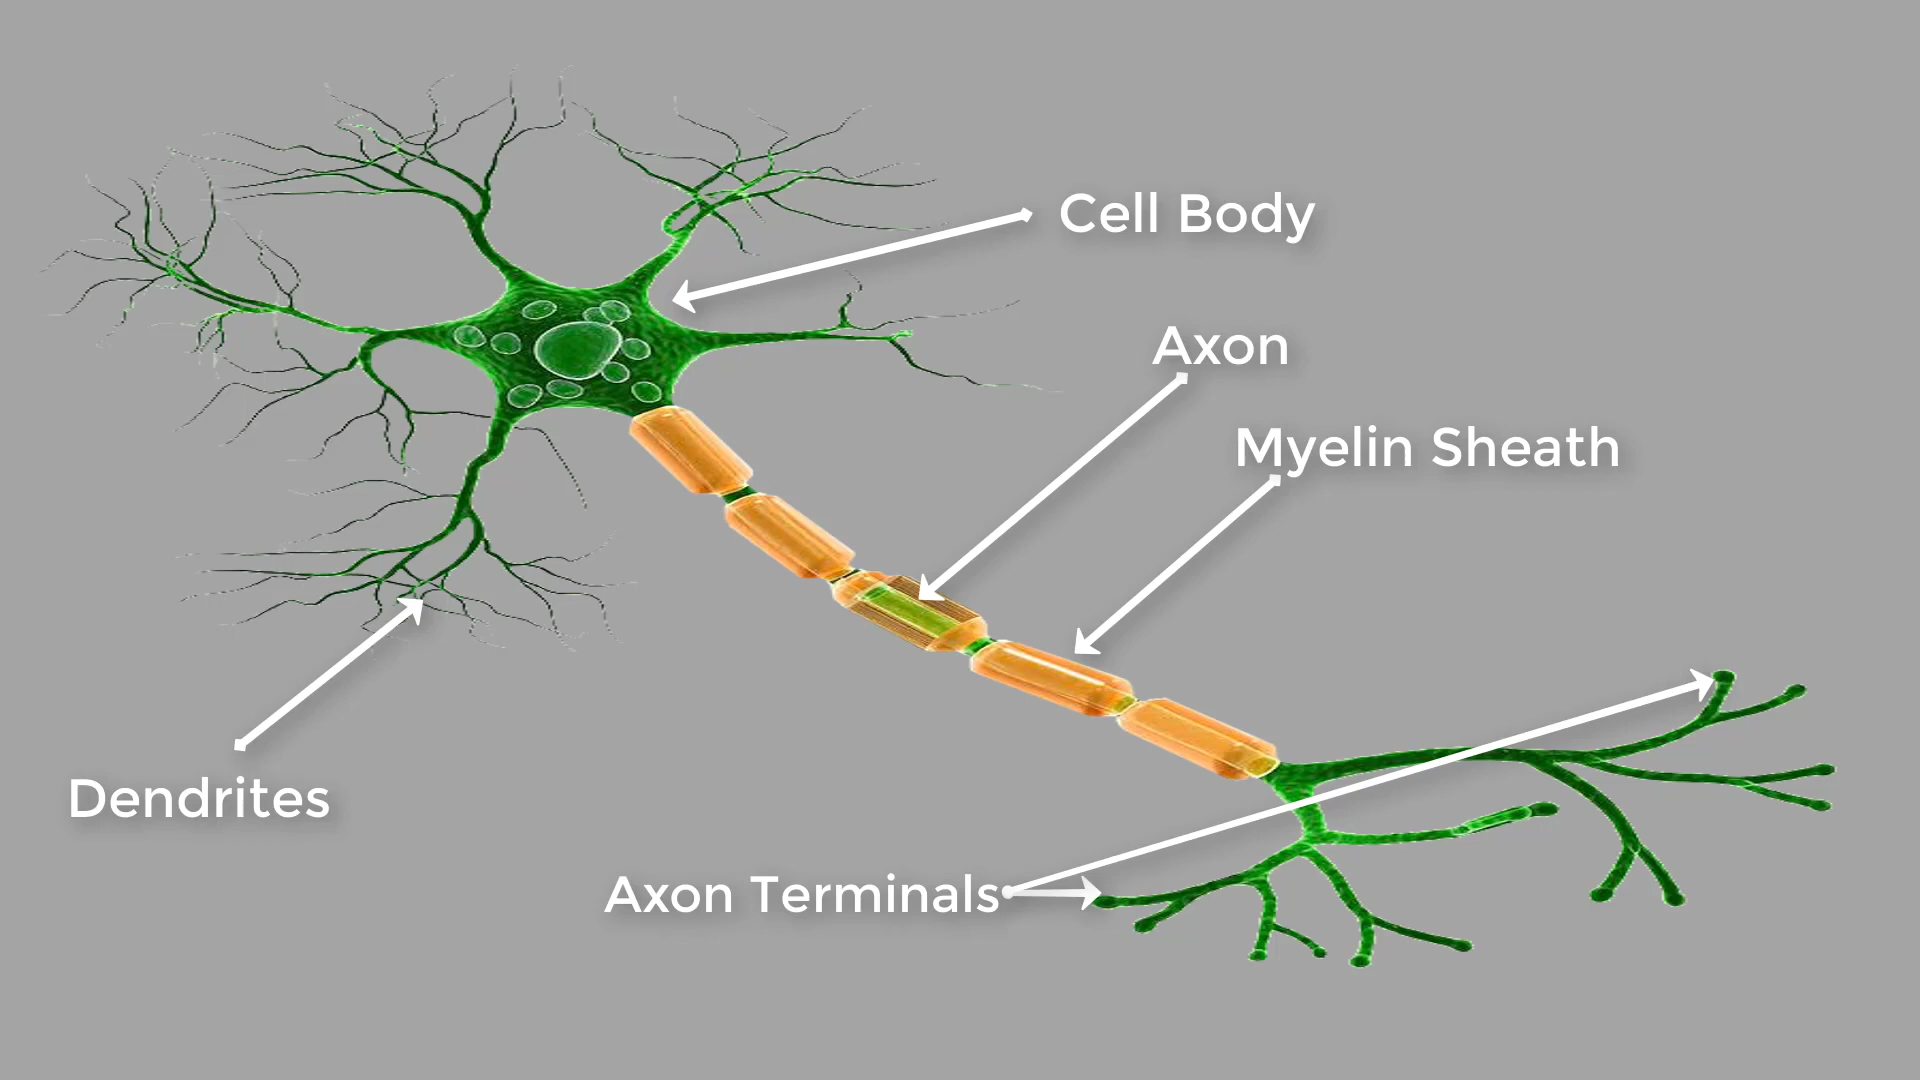 Cell Body
Axon
Myelin Sheath
Dendrites
Axon Terminals